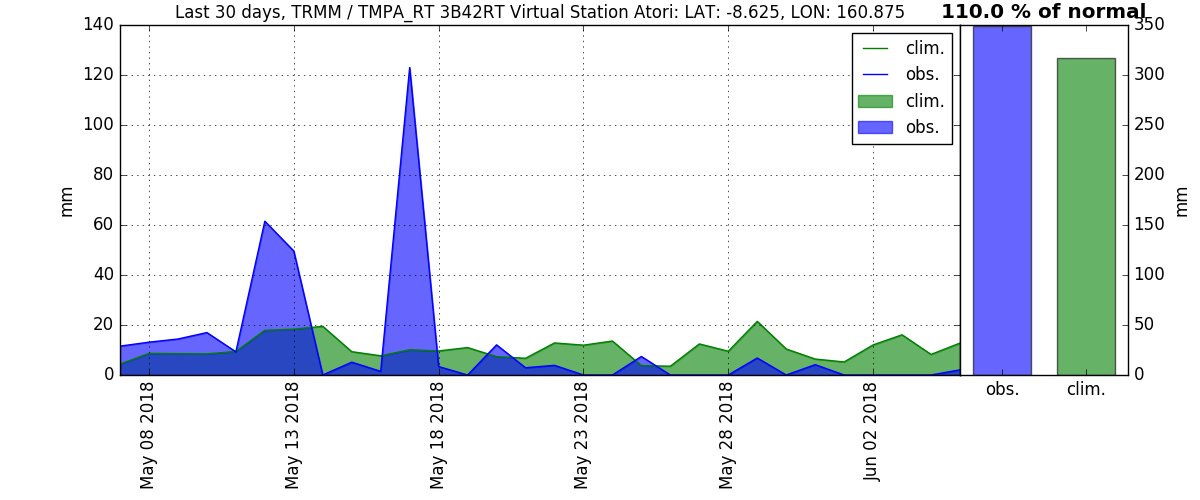 Last 30 days, TRMM / TMPA_RT 3B42RT Virtual Station Atori: LAT: -8.625, LON: 160.875
110.0 % of normal
140
120
100
80
60
40
20
0
mm
clim.
obs.
clim.
obs.
May 08 2018
May 13 2018
May 18 2018
May 23 2018
May 28 2018
Jun 02 2018
350
300
250
200
150
100
50
0
mm
obs.
clim.